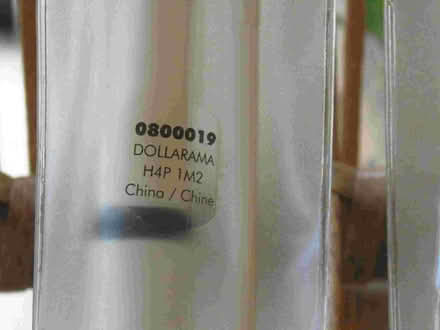 0800019
DOLLARAMA
H4P 1M2
China / Chine